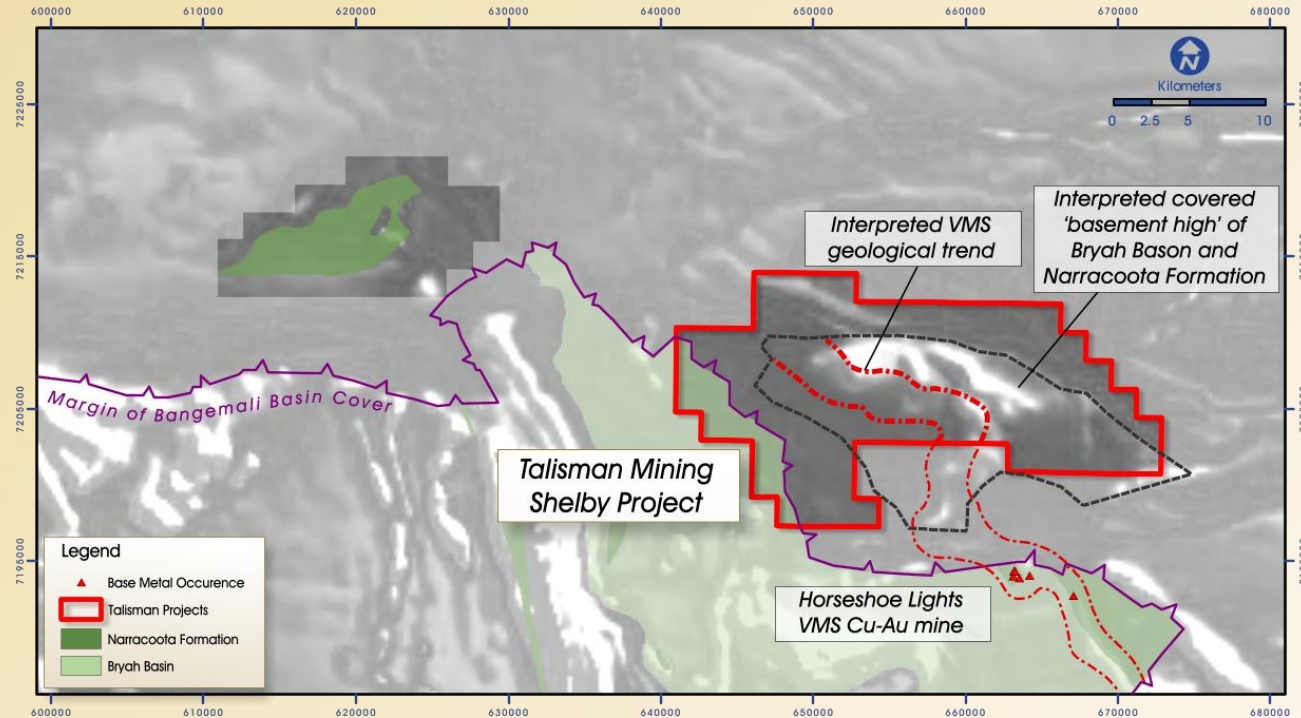 600000 610000 620000 630000 640000 650000 660000 670000 680000
7225000
7215000
7205000
7195000
N
Kilometers
0 2.5 5 10
Interpreted VMS
geological trend
Interpreted covered
'basement high' of
Bryah Bason and
Narracoota Formation
Margin of Bangemali Basin Cover
Talisman Mining
Shelby Project
Horseshoe Lights
VMS Cu-Au mine
Legend
Base Metal Occurence
Talisman Projects
Narracoota Formation
Bryah Basin
600000 610000 620000 630000 640000 650000 660000 670000 680000